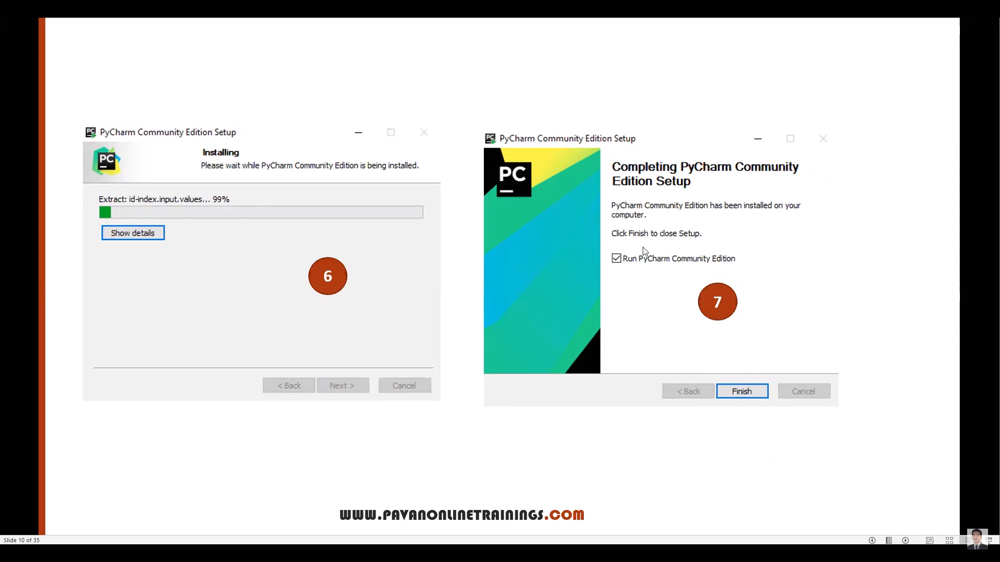 PyCharm Community Edition Setup
PC
Installing
Please wait while PyCharm Community Edition is being installed.
Extract: id-index.input.values... 99%
Show details
6
< Back
Next >
Cancel
PyCharm Community Edition Setup
PC
Completing PyCharm Community
Edition Setup
PyCharm Community Edition has been installed on your
computer.
Click Finish to close Setup.
Run PyCharm Community Edition
7
< Back
Finish
Cancel
WWW.PAVANONLINETRAININGS.COM
Slide 10 of 35